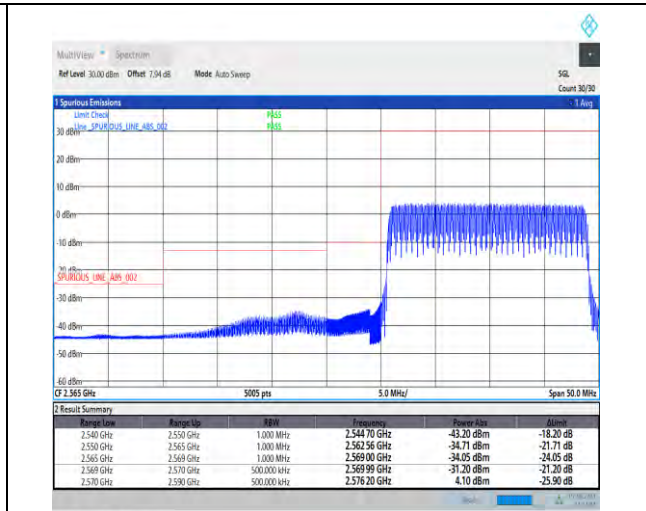 MultiView Spectrum
Ref Level 30.00 dBm Offset 7.94 dB Mode Auto Sweep SGL
Count 30/30
1 Spurious Emissions 1 Avg
Limit Check PASS
Line _SPURIOUS_LINE_ABS_002 PASS
30 dBm
20 dBm
10 dBm
0 dBm
-10 dBm
-20 dBm
_SPURIOUS_LINE_ABS_002
-30 dBm
-40 dBm
-50 dBm
-60 dBm
CF 2.565 GHz 5005 pts 5.0 MHz/ Span 50.0 MHz
2 Result Summary
Range Low Range Up RBW Frequency Power Abs ΔLimit
2.540 GHz 2.550 GHz 1.000 MHz 2.544 70 GHz -43.20 dBm -18.20 dB
2.550 GHz 2.565 GHz 1.000 MHz 2.562 56 GHz -34.71 dBm -21.71 dB
2.565 GHz 2.569 GHz 1.000 MHz 2.569 00 GHz -34.05 dBm -24.05 dB
2.569 GHz 2.570 GHz 500.000 kHz 2.569 99 GHz -31.20 dBm -21.20 dB
2.570 GHz 2.590 GHz 500.000 kHz 2.576 20 GHz 4.10 dBm -25.90 dB